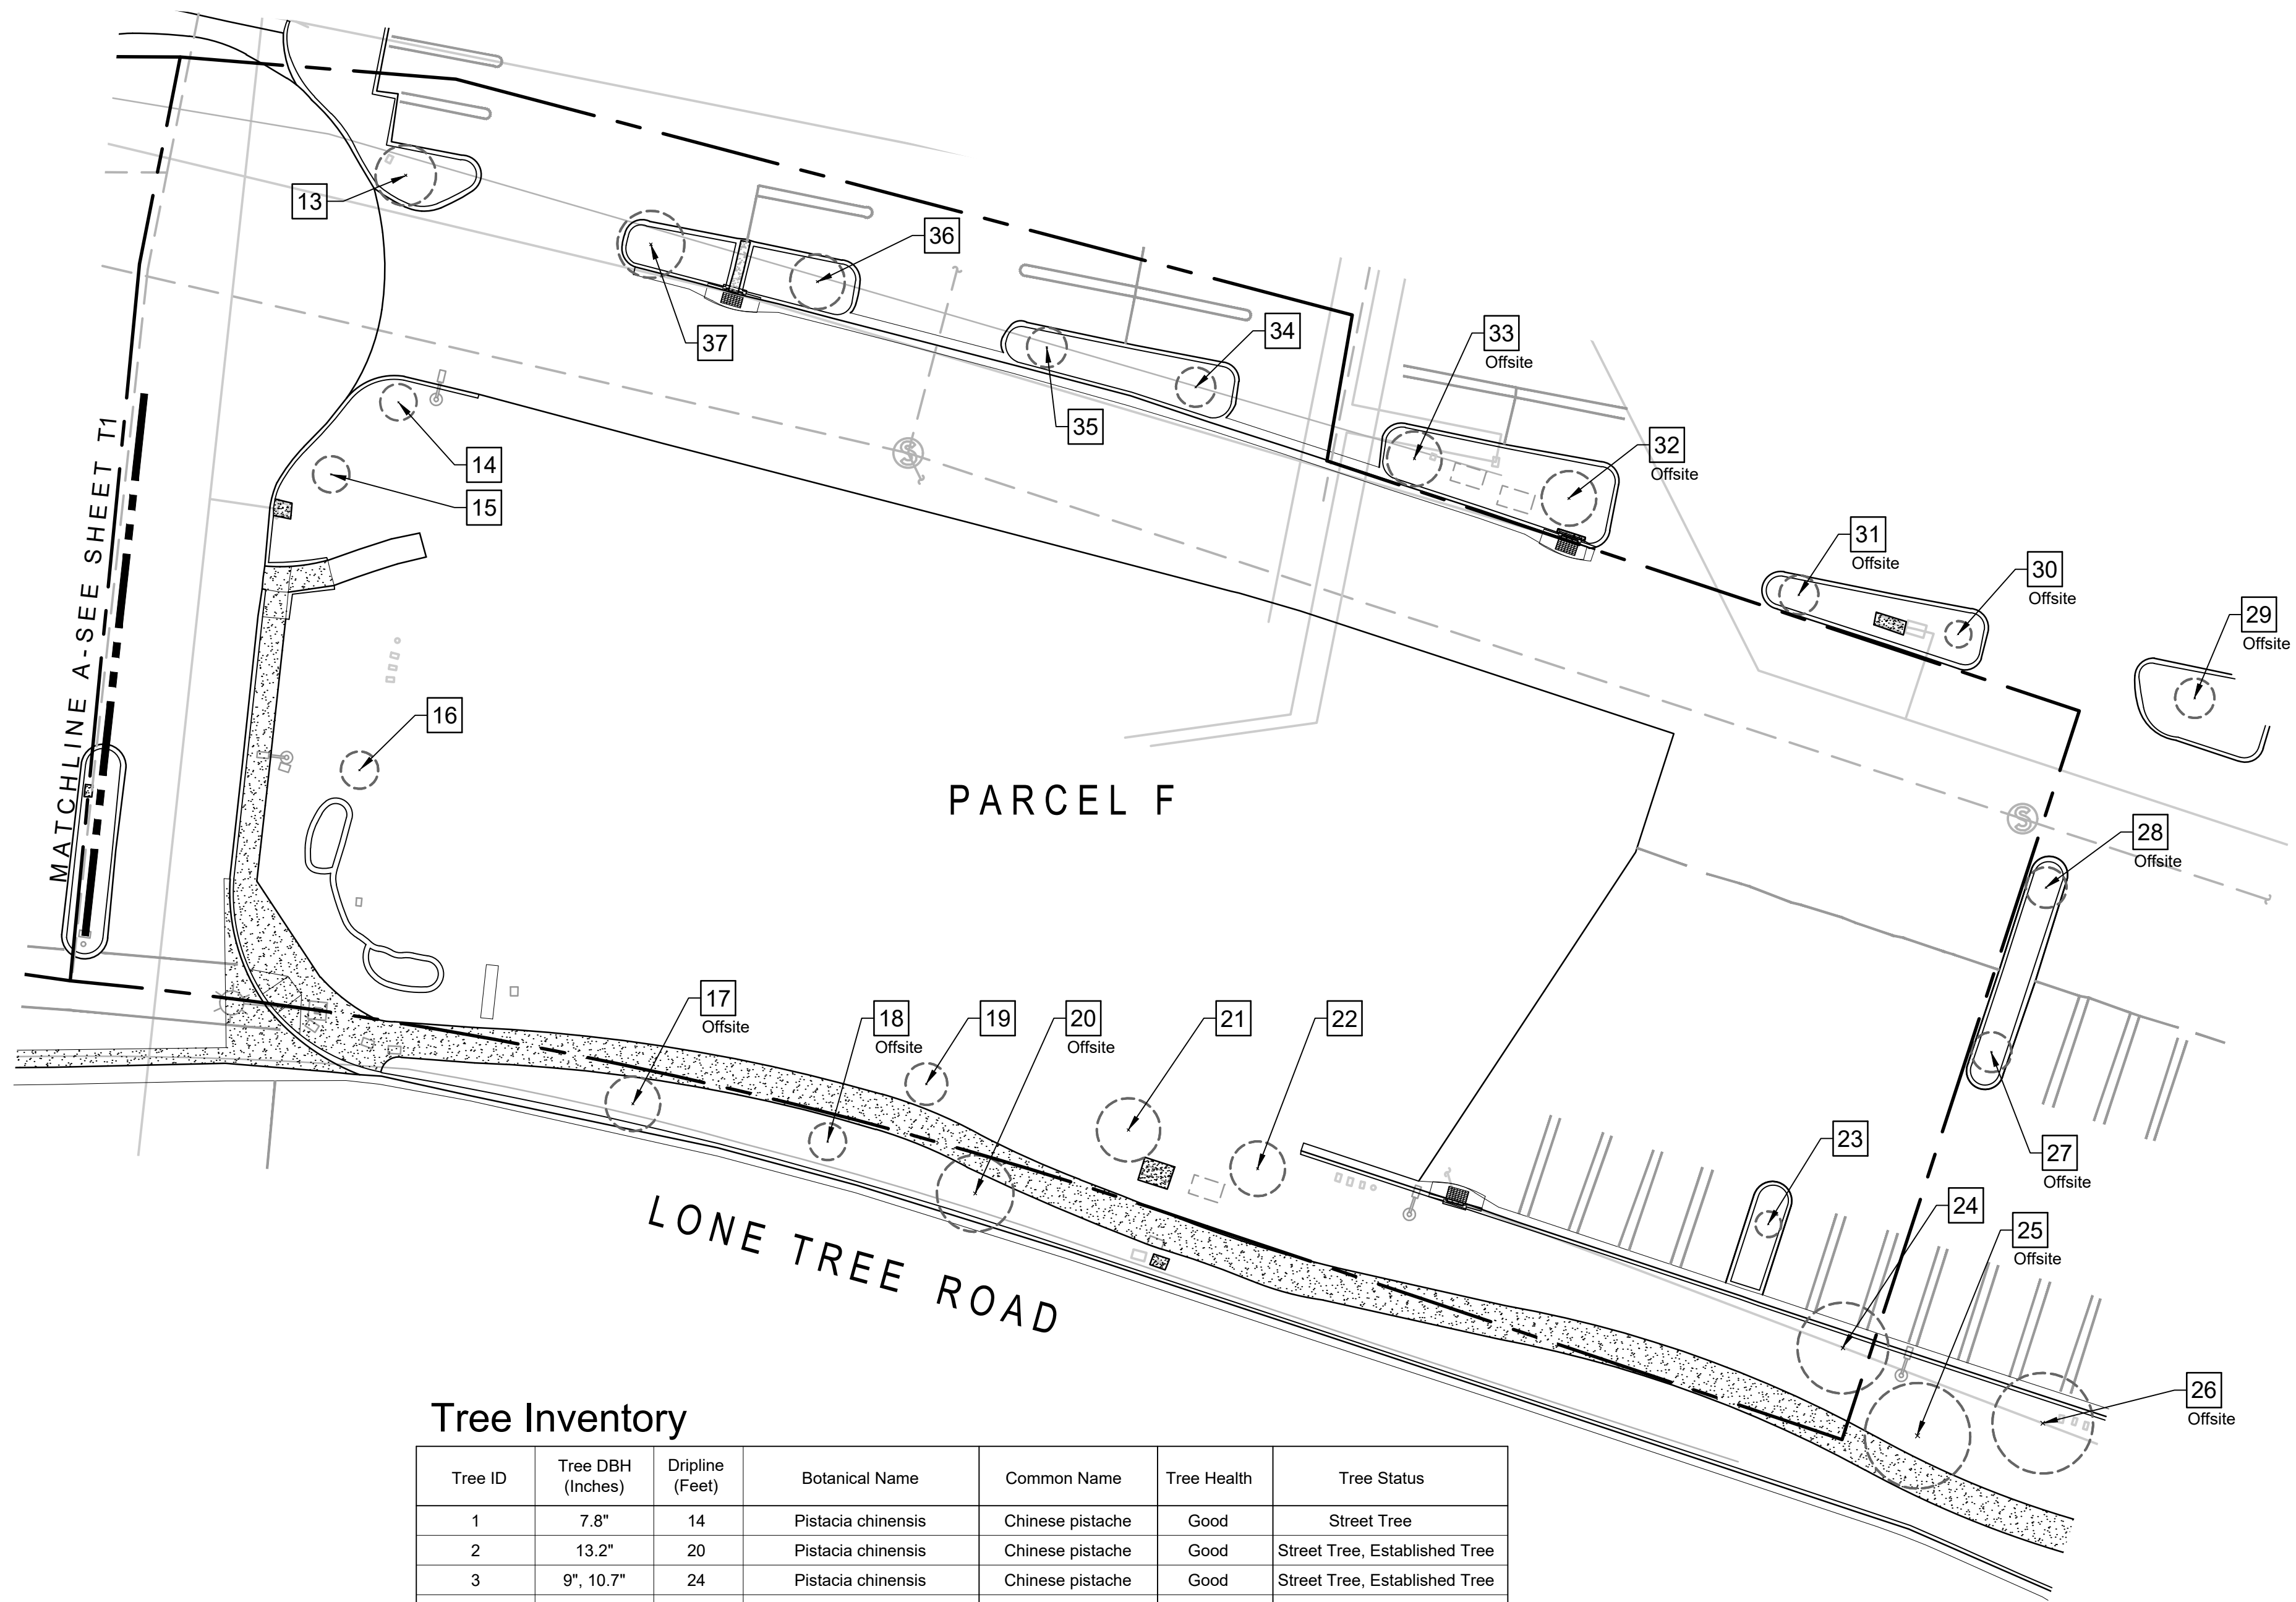 13
36
37
35
34
33
Offsite
32
Offsite
31
Offsite
30
Offsite
29
Offsite
14
15
16
MATCHLINE A-SEE SHEET T1
S
PARCEL F
S
28
Offsite
17
Offsite
18
Offsite
19
20
Offsite
21
22
23
27
Offsite
24
25
Offsite
26
Offsite
LONE TREE ROAD
Tree Inventory
Tree ID Tree DBH (Inches) Dripline (Feet) Botanical Name Common Name Tree Health Tree Status
1 7.8" 14 Pistacia chinensis Chinese pistache Good Street Tree
2 13.2" 20 Pistacia chinensis Chinese pistache Good Street Tree, Established Tree
3 9", 10.7" 24 Pistacia chinensis Chinese pistache Good Street Tree, Established Tree